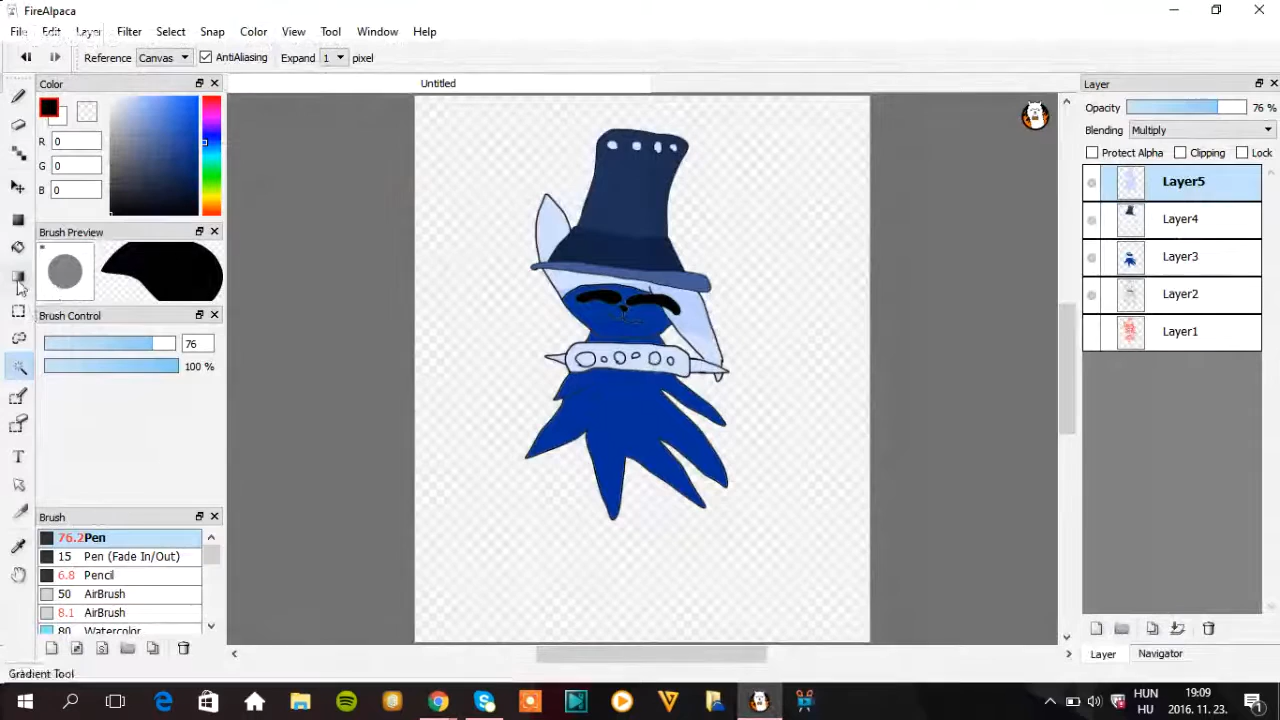 FireAlpaca
File Edit Layer Filter Select Snap Color View Tool Window Help
Reference Canvas AntiAliasing Expand 1 pixel
Color
Untitled
Layer
R 0
G 0
B 0
Opacity 76 %
Blending Multiply
Protect Alpha Clipping Lock
Layer5
Layer4
Layer3
Layer2
Layer1
Brush Preview
Brush Control
76
100 %
Brush
76.2 Pen
15 Pen (Fade In/Out)
6.8 Pencil
50 AirBrush
8.1 AirBrush
80 Watercolor
Layer Navigator
Gradient Tool
HUN 19:09
HU 2016. 11. 23.